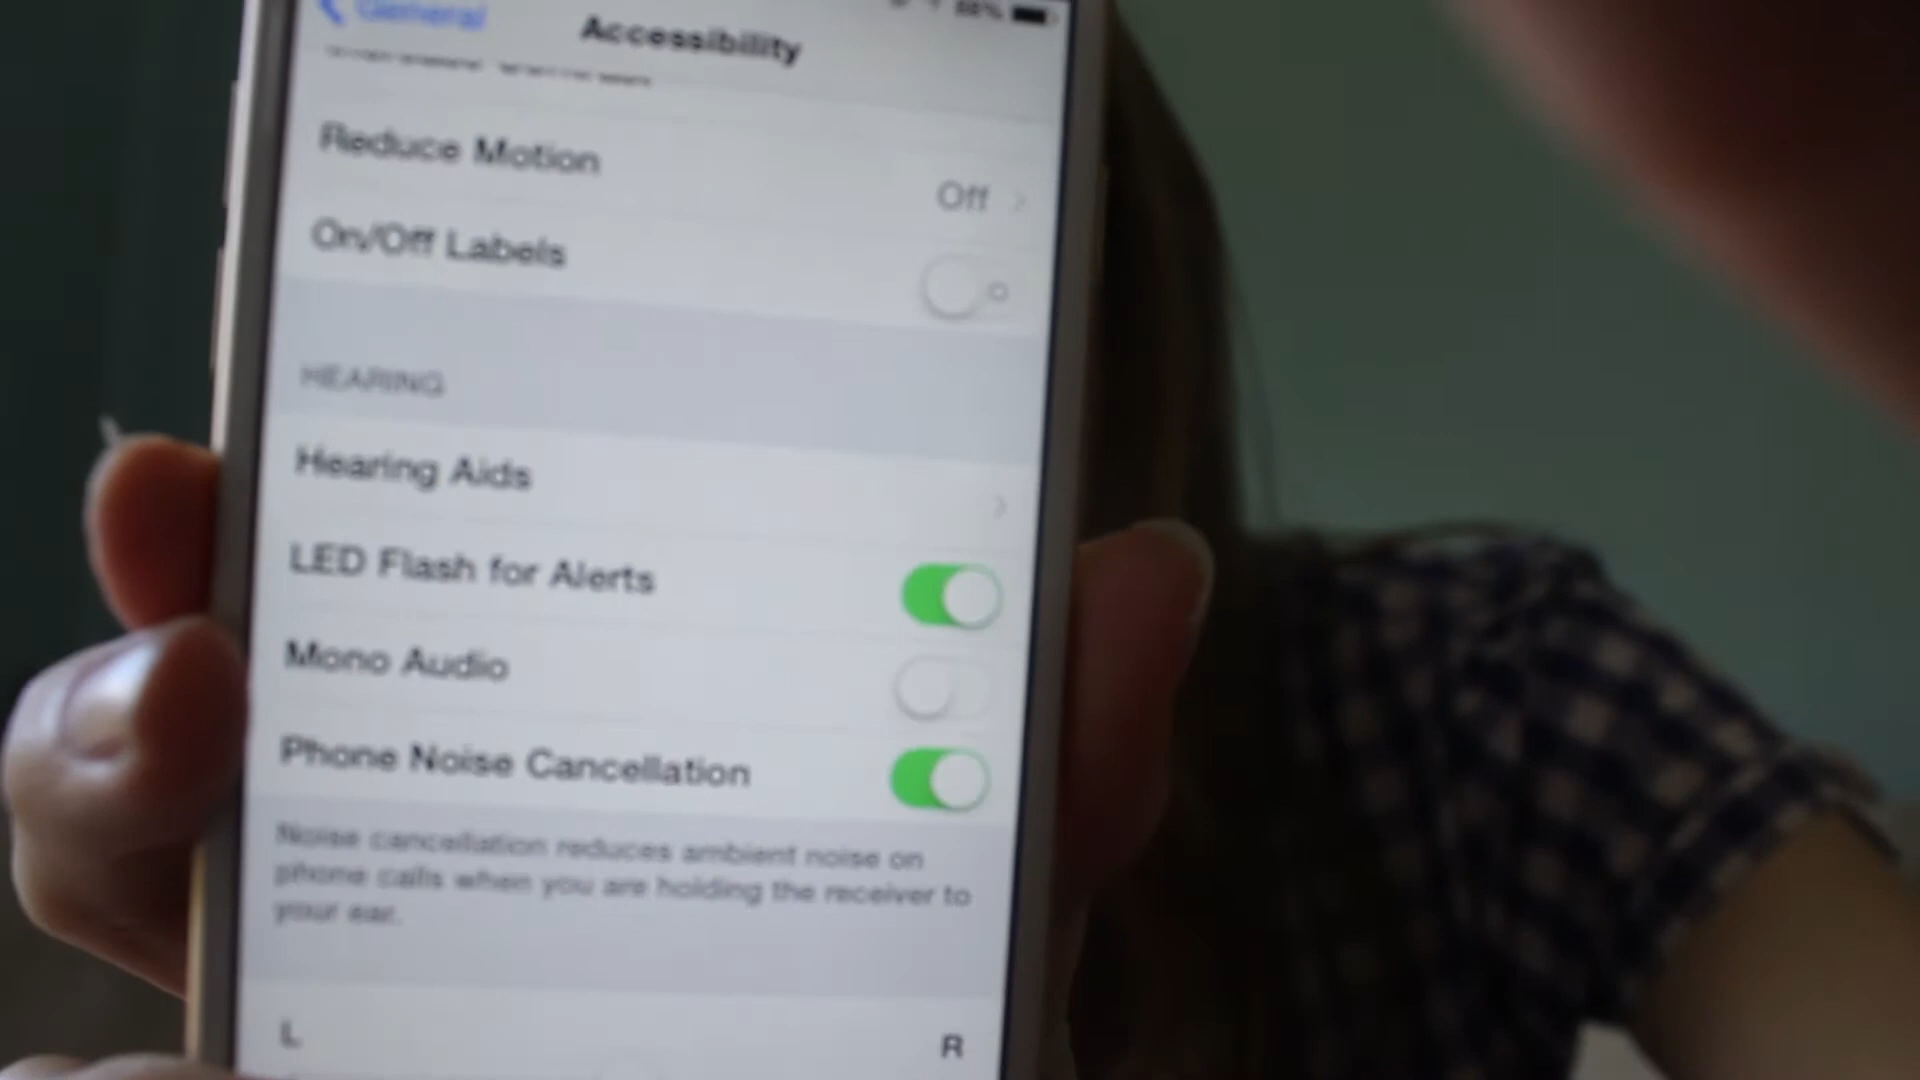 General
Accessibility
Reduce Motion
Off
On/Off Labels
HEARING
Hearing Aids
LED Flash for Alerts
Mono Audio
Phone Noise Cancellation
Noise cancellation reduces ambient noise on
phone calls when you are holding the receiver to
your ear.
L
R